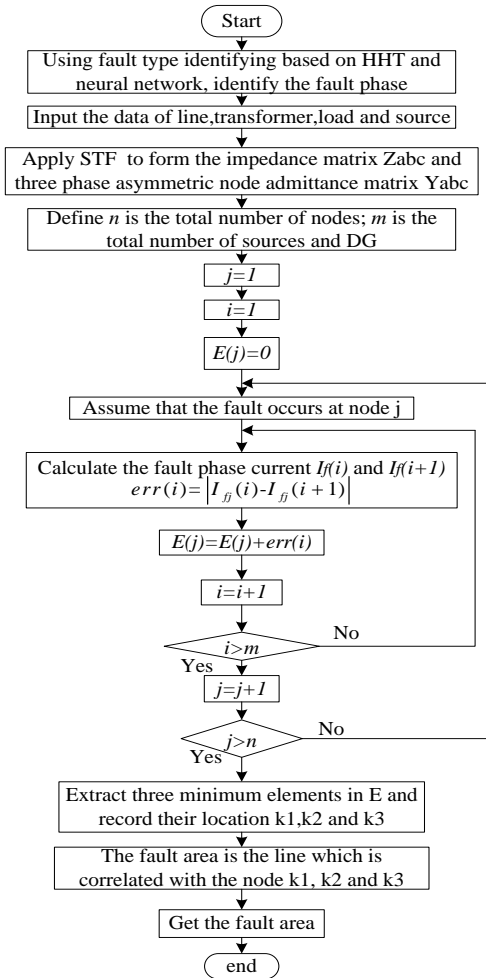 Start
Using fault type identifying based on HHT and
neural network, identify the fault phase
Input the data of line,transformer,load and source
Apply STF to form the impedance matrix Zabc and
three phase asymmetric node admittance matrix Yabc
Define n is the total number of nodes; m is the
total number of sources and DG
j=1
i=1
E(j)=0
Assume that the fault occurs at node j
Calculate the fault phase current If(i) and If(i+1)
err(i)=|I_fj(i)-I_fj(i+1)|
E(j)=E(j)+err(i)
i=i+1
i>m
No
Yes
j=j+1
j>n
No
Yes
Extract three minimum elements in E and
record their location k1,k2 and k3
The fault area is the line which is
correlated with the node k1, k2 and k3
Get the fault area
end